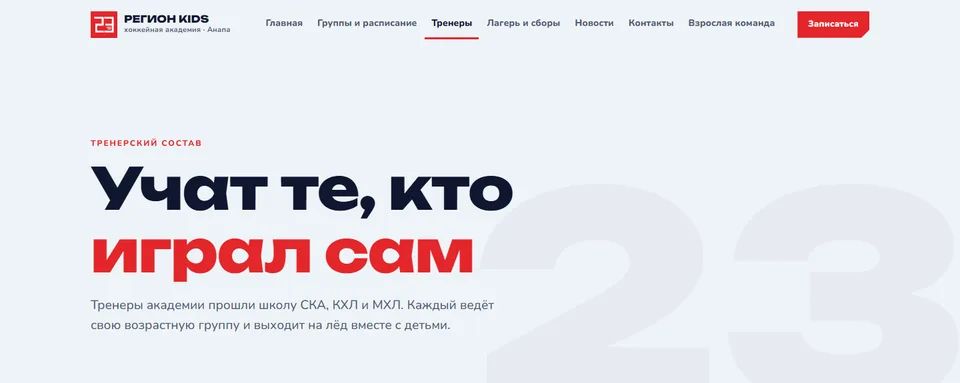 23
РЕГИОН KIDS
хоккейная академия · Анапа
Главная
Группы и расписание
Тренеры
Лагерь и сборы
Новости
Контакты
Взрослая команда
Записаться
ТРЕНЕРСКИЙ СОСТАВ
Учат те, кто
играл сам
Тренеры академии прошли школу СКА, КХЛ и МХЛ. Каждый ведёт
свою возрастную группу и выходит на лёд вместе с детьми.
23